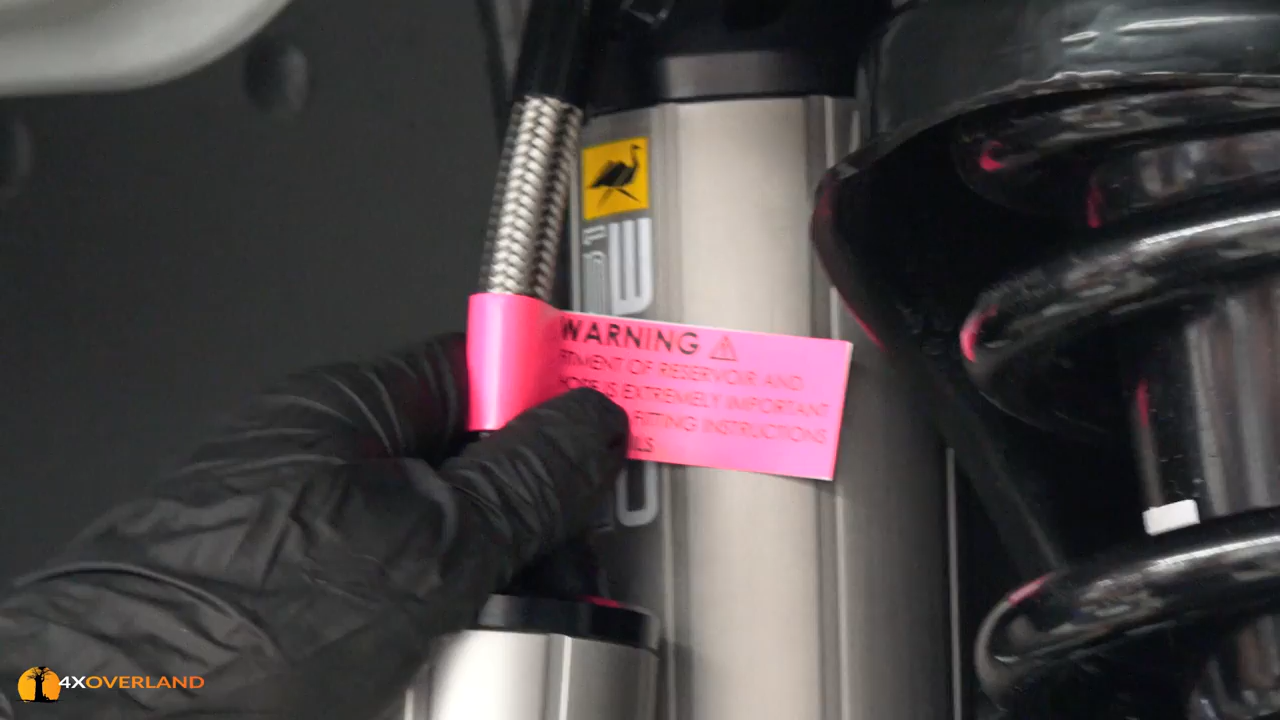 WARNING
FITMENT OF RESERVOIR AND
HOSE IS EXTREMELY IMPORTANT
FITTING INSTRUCTIONS
4XOVERLAND